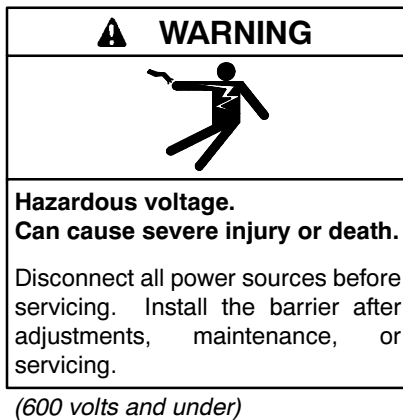 WARNING
Hazardous voltage.
Can cause severe injury or death.
Disconnect all power sources before
servicing. Install the barrier after
adjustments, maintenance, or
servicing.
(600 volts and under)